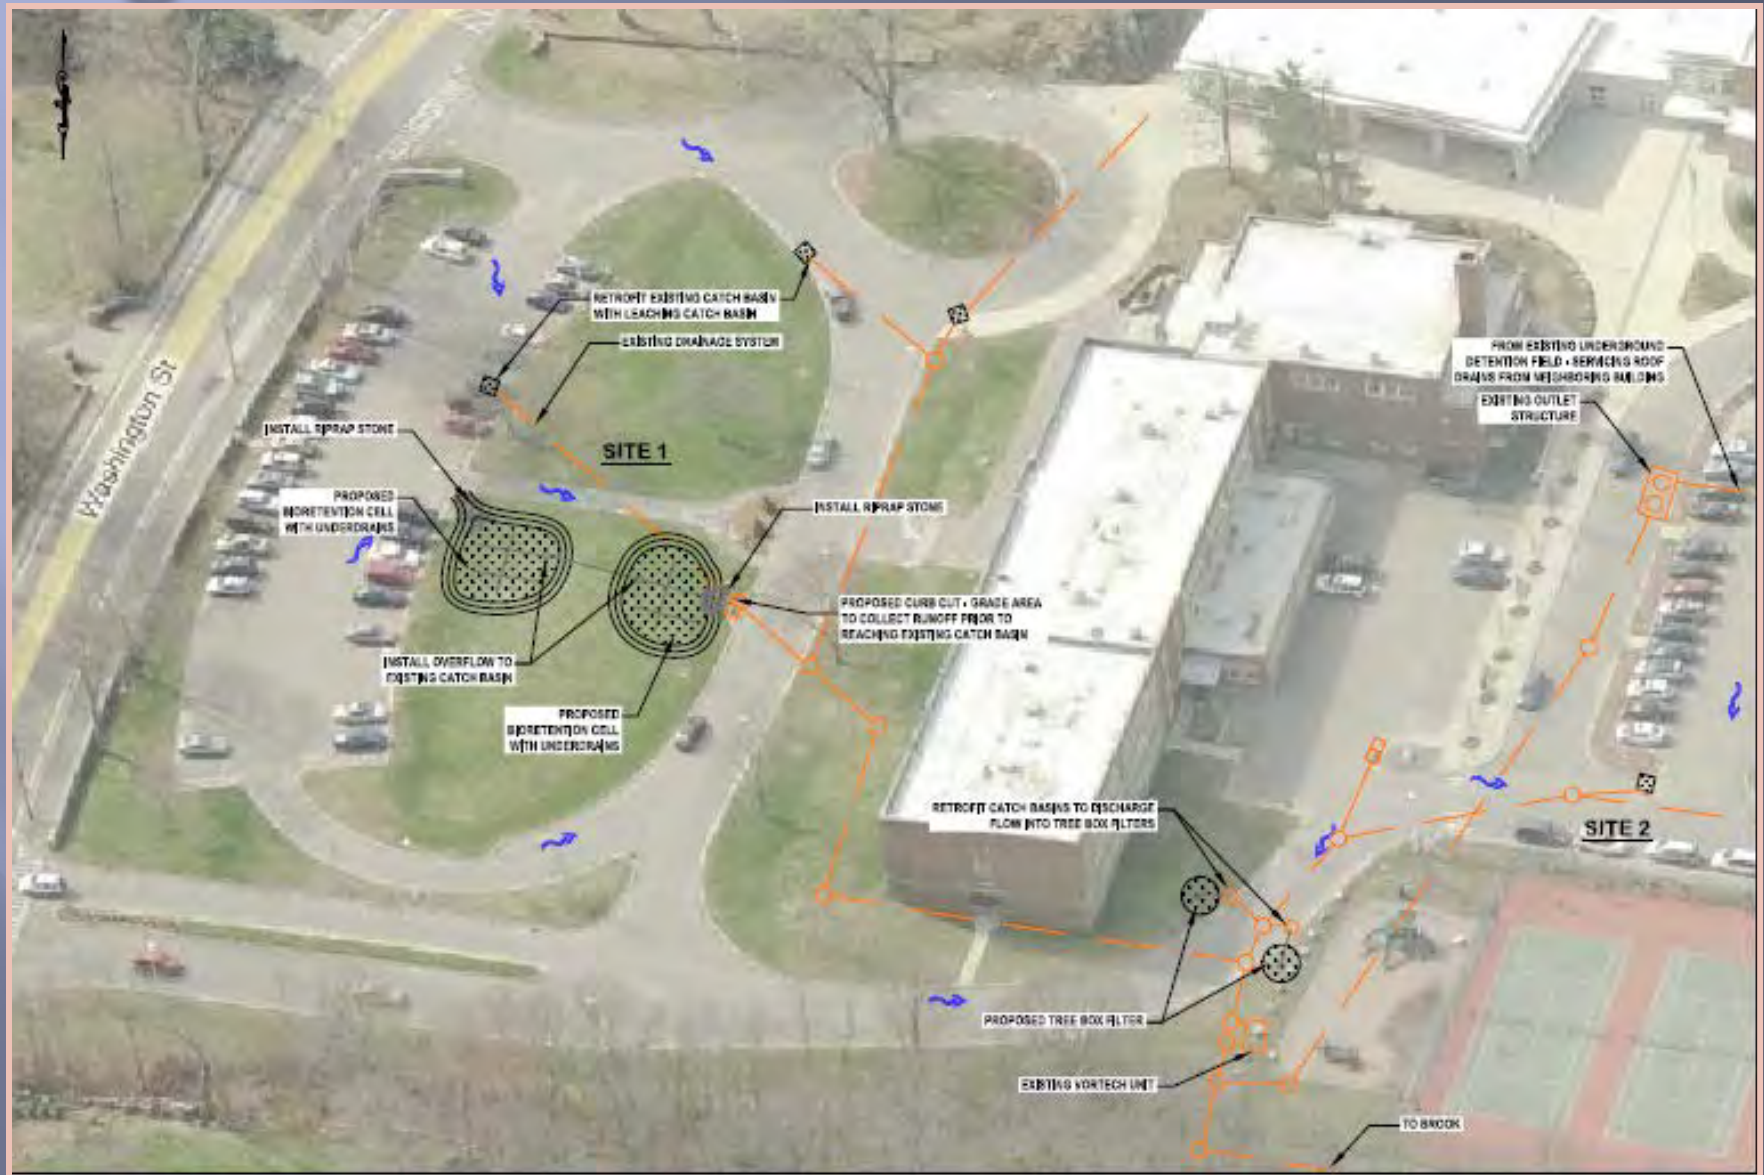 Washington St
RETROFIT EXISTING CATCH BASIN
WITH LEACHING CATCH BASIN
EXISTING DRAINAGE SYSTEM
FROM EXISTING UNDERGROUND
DETENTION FIELD - SERVICING ROOF
DRAINS FROM NEIGHBORING BUILDING
EXISTING OUTLET
STRUCTURE
INSTALL RIPRAP STONE
SITE 1
PROPOSED
BIORETENTION CELL
WITH UNDERDRAINS
INSTALL RIPRAP STONE
PROPOSED CURB CUT - GRADE AREA
TO COLLECT RUNOFF PRIOR TO
REACHING EXISTING CATCH BASIN
INSTALL OVERFLOW TO
EXISTING CATCH BASIN
PROPOSED
BIORETENTION CELL
WITH UNDERDRAINS
RETROFIT CATCH BASINS TO DISCHARGE
FLOW INTO TREE BOX FILTERS
SITE 2
PROPOSED TREE BOX FILTER
EXISTING VORTECH UNIT
TO BROOK